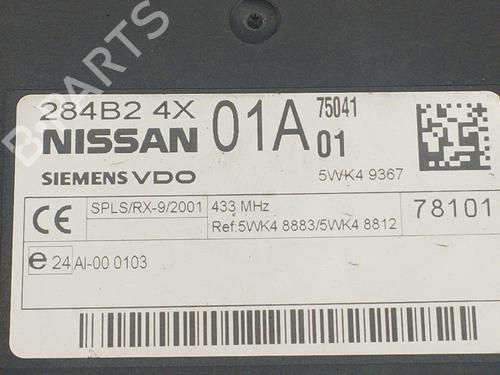 284B2 4X 01A 75041
NISSAN 01
SIEMENS VDO 5WK4 9367
CE SPLS/RX-9/2001 433 MHz 78101
Ref:5WK4 8883/5WK4 8812
e 24 AI-00 0103
B-PARTS